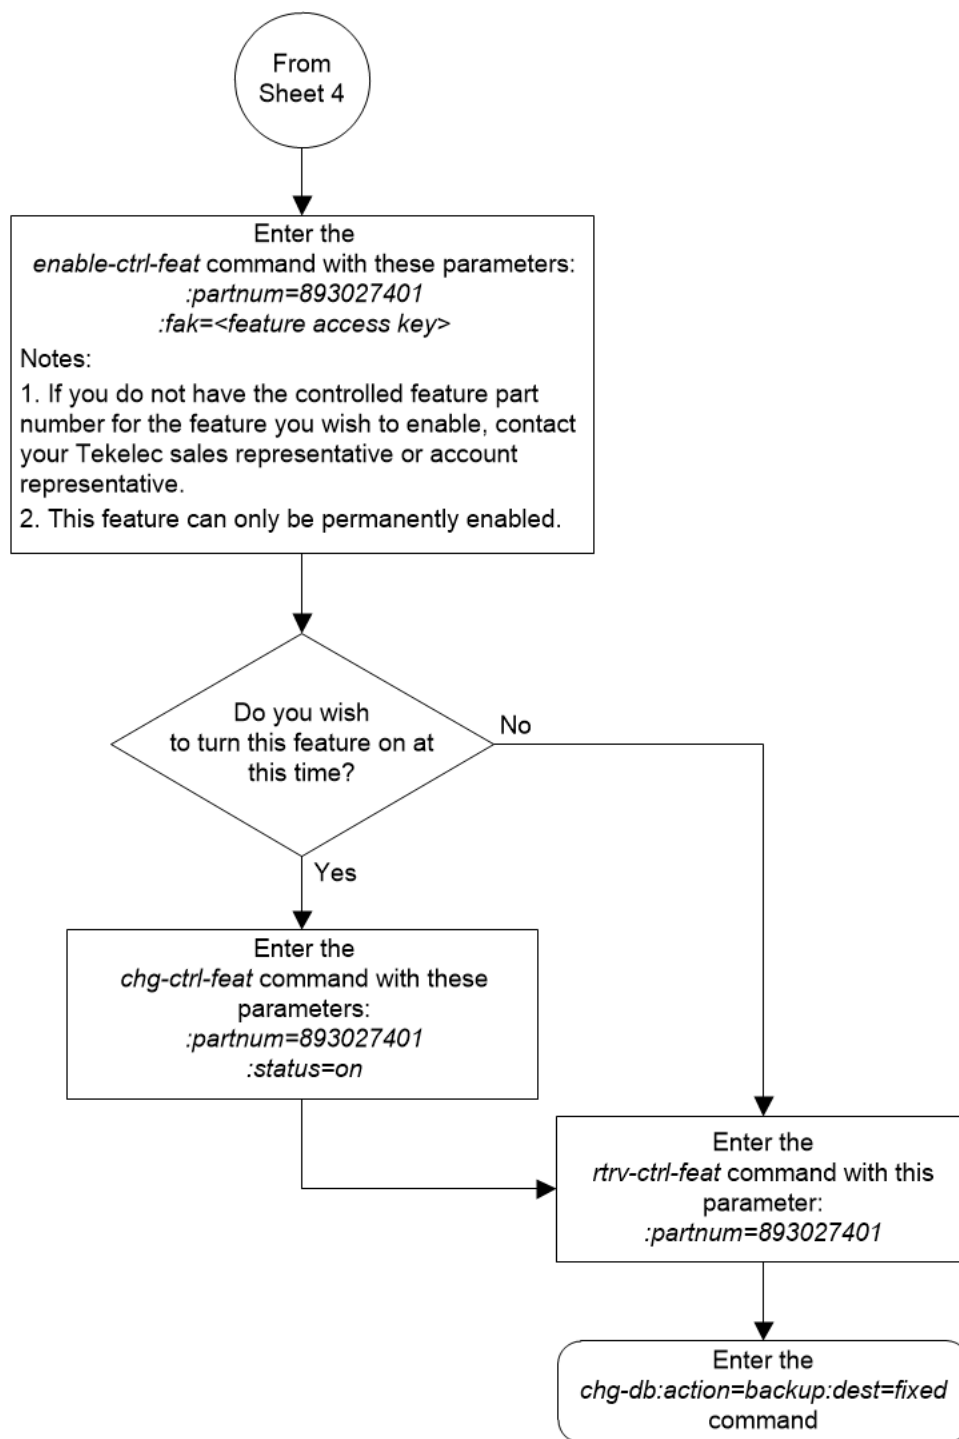 From
Sheet 4
Enter the
enable-ctrl-feat command with these parameters:
:partnum=893027401
:fak=<feature access key>
Notes:
1. If you do not have the controlled feature part
number for the feature you wish to enable, contact
your Tekelec sales representative or account
representative.
2. This feature can only be permanently enabled.
Do you wish
to turn this feature on at
this time?
No
Yes
Enter the
chg-ctrl-feat command with these
parameters:
:partnum=893027401
:status=on
Enter the
rtrv-ctrl-feat command with this
parameter:
:partnum=893027401
Enter the
chg-db:action=backup:dest=fixed
command